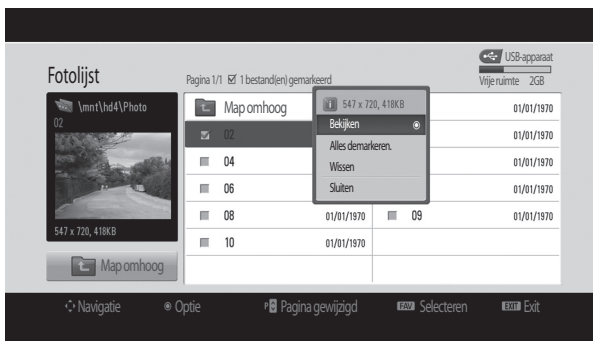 USB-apparaat
Fotolijst
Pagina 1/1 1 bestand(en) gemarkeerd
Vrije ruimte 2GB
\mnt\hd4\Photo
02
547 x 720, 418KB
Map omhoog
Map omhoog
01/01/1970
02
01/01/1970
04
01/01/1970
06
01/01/1970
08 01/01/1970 09 01/01/1970
10 01/01/1970
547 x 720, 418KB
Bekijken
Alles demarkeren.
Wissen
Sluiten
Navigatie
Optie
P Pagina gewijzigd
FAV Selecteren
EXIT Exit